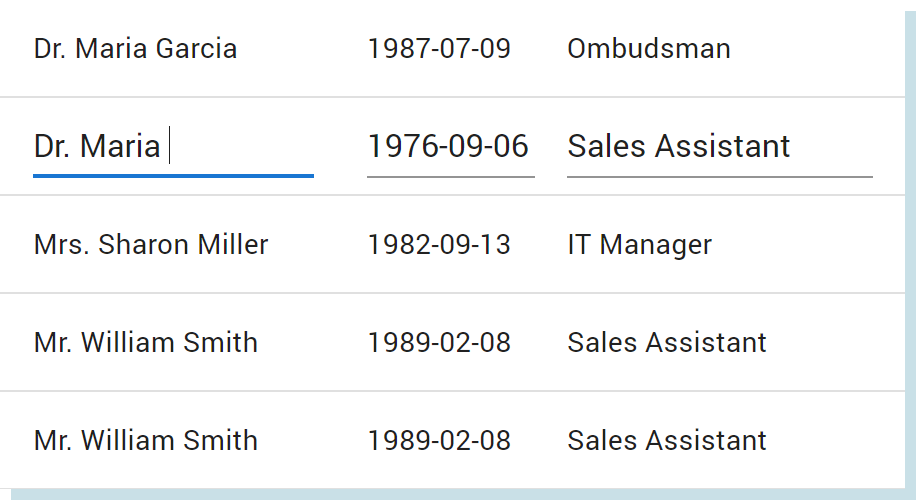 Dr. Maria Garcia 1987-07-09 Ombudsman
Dr. Maria 1976-09-06 Sales Assistant
Mrs. Sharon Miller 1982-09-13 IT Manager
Mr. William Smith 1989-02-08 Sales Assistant
Mr. William Smith 1989-02-08 Sales Assistant